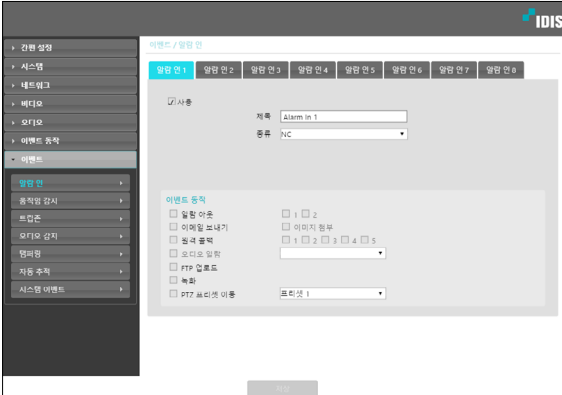 IDIS
간편 설정
시스템
네트워크
비디오
오디오
이벤트 동작
이벤트
알람 인
움직임 감지
트립존
오디오 감지
탬퍼링
자동 추적
시스템 이벤트
이벤트 / 알람 인
알람 인 1 알람 인 2 알람 인 3 알람 인 4 알람 인 5 알람 인 6 알람 인 7 알람 인 8
사용
제목 Alarm In 1
종류 NC
이벤트 동작
알람 아웃 1 2
이메일 보내기 이미지 첨부
원격 콜백 1 2 3 4 5
오디오 알람
FTP 업로드
녹화
PTZ 프리셋 이동 프리셋 1
저장